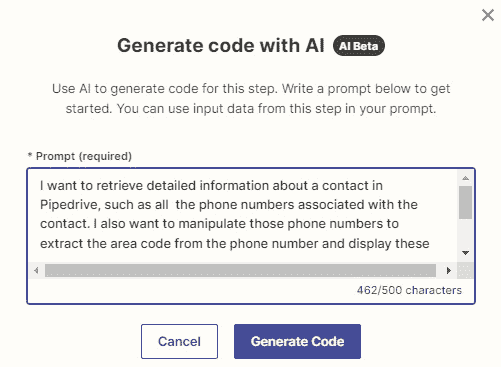 Generate code with AI AI Beta
Use AI to generate code for this step. Write a prompt below to get
started. You can use input data from this step in your prompt.
* Prompt (required)
I want to retrieve detailed information about a contact in
Pipedrive, such as all  the phone numbers associated with the
contact. I also want to manipulate those phone numbers to
extract the area code from the phone number and display these
462/500 characters
Cancel Generate Code